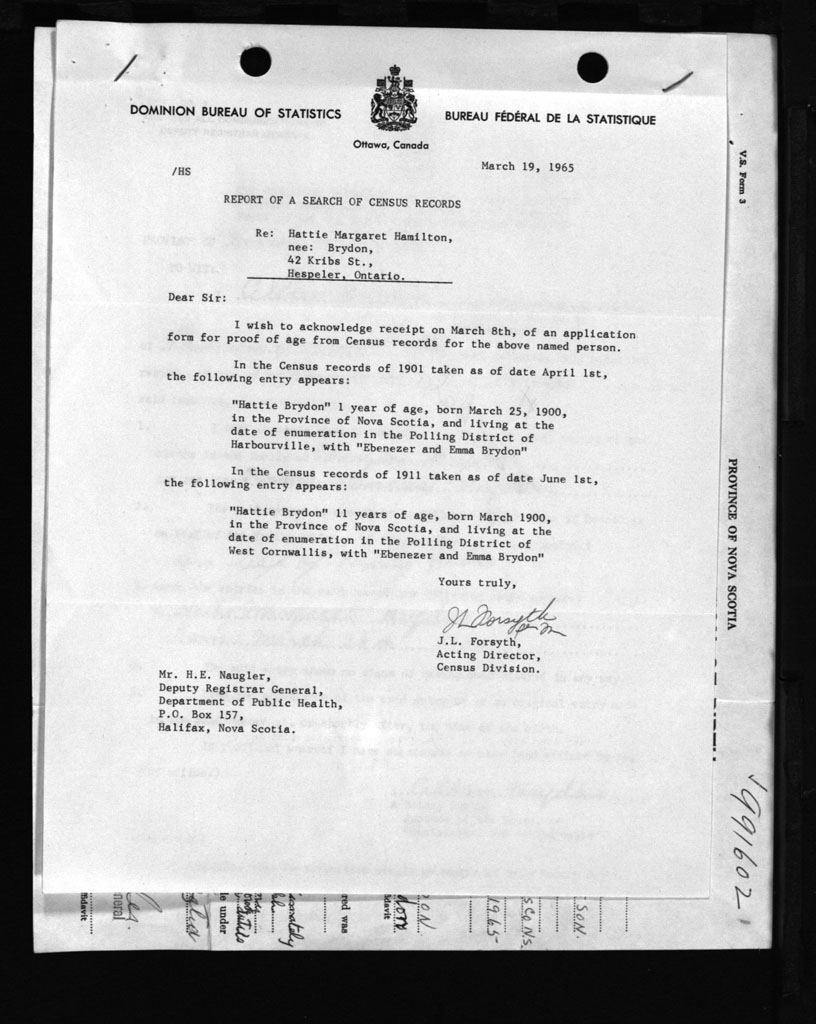 DOMINION BUREAU OF STATISTICS
BUREAU FÉDÉRAL DE LA STATISTIQUE
Ottawa, Canada
/HS
March 19, 1965
REPORT OF A SEARCH OF CENSUS RECORDS
Re: Hattie Margaret Hamilton,
nee: Brydon,
42 Kribs St.,
Hespeler, Ontario.
Dear Sir:
I wish to acknowledge receipt on March 8th, of an application
form for proof of age from Census records for the above named person.
In the Census records of 1901 taken as of date April 1st,
the following entry appears:
"Hattie Brydon" 1 year of age, born March 25, 1900,
in the Province of Nova Scotia, and living at the
date of enumeration in the Polling District of
Harbourville, with "Ebenezer and Emma Brydon"
In the Census records of 1911 taken as of date June 1st,
the following entry appears:
"Hattie Brydon" 11 years of age, born March 1900,
in the Province of Nova Scotia, and living at the
date of enumeration in the Polling District of
West Cornwallis, with "Ebenezer and Emma Brydon"
Yours truly,
JL Forsyth
J.L. Forsyth,
Acting Director,
Census Division.
Mr. H.E. Naugler,
Deputy Registrar General,
Department of Public Health,
P.O. Box 157,
Halifax, Nova Scotia.
V.S. Form 3
PROVINCE OF NOVA SCOTIA
991602
le under
red was
1965
SON.